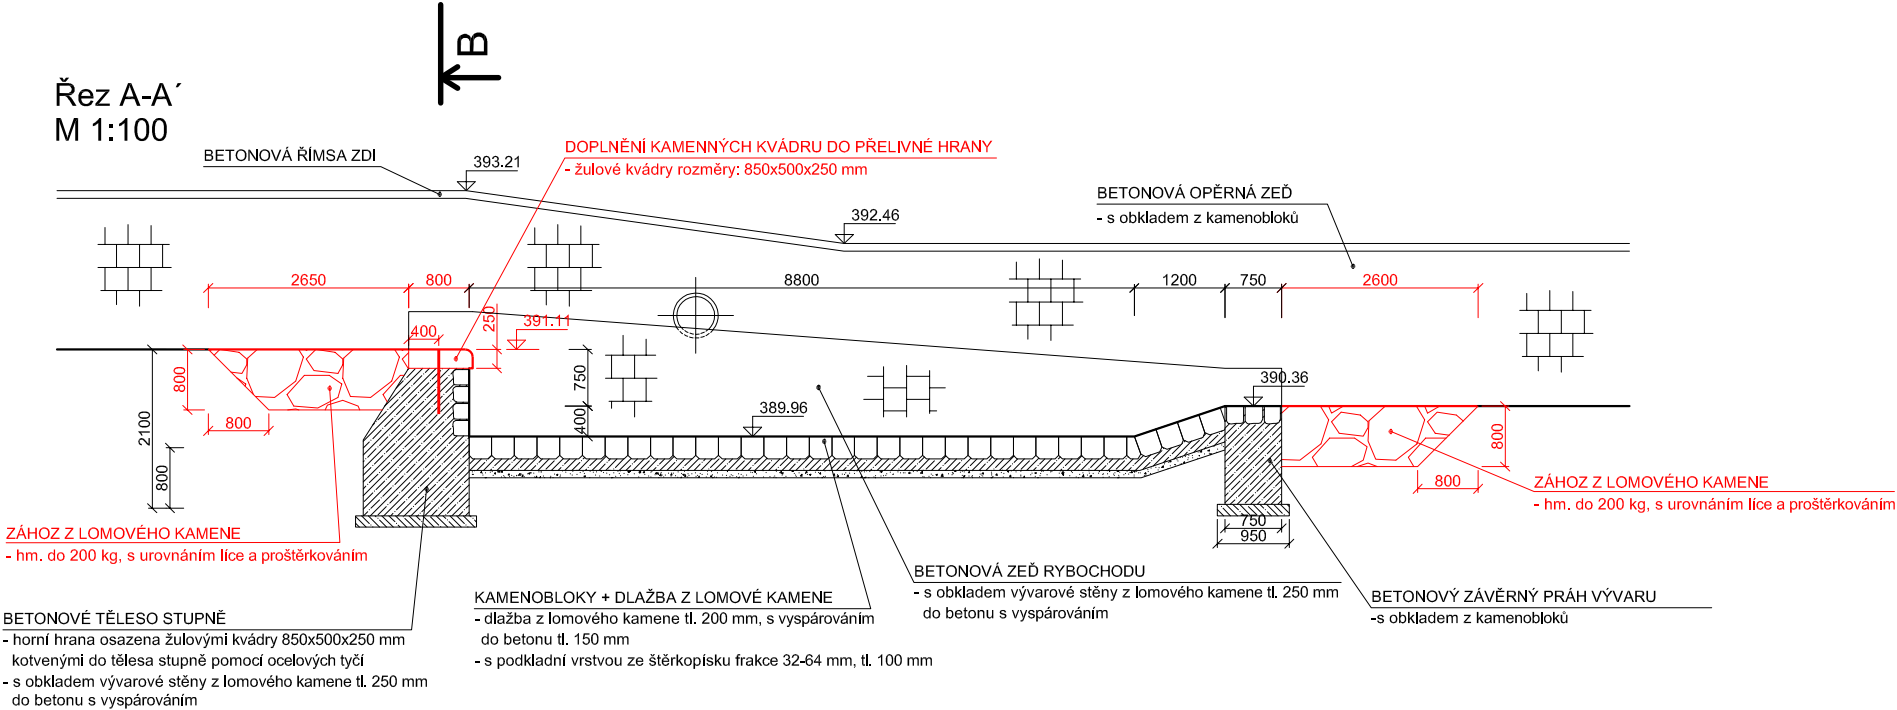 B
Řez A-A´
M 1:100
BETONOVÁ ŘÍMSA ZDI
393.21
DOPLNĚNÍ KAMENNÝCH KVÁDRU DO PŘELIVNÉ HRANY
- žulové kvádry rozměry: 850x500x250 mm
392.46
BETONOVÁ OPĚRNÁ ZEĎ
- s obkladem z kamenobloků
2650
800
8800
1200
750
2600
250
391.11
400
800
800
2100
800
750
400
389.96
390.36
800
800
750
950
ZÁHOZ Z LOMOVÉHO KAMENE
- hm. do 200 kg, s urovnáním líce a proštěrkováním
ZÁHOZ Z LOMOVÉHO KAMENE
- hm. do 200 kg, s urovnáním líce a proštěrkováním
BETONOVÉ TĚLESO STUPNĚ
- horní hrana osazena žulovými kvádry 850x500x250 mm
kotvenými do tělesa stupně pomocí ocelových tyčí
- s obkladem vývarové stěny z lomového kamene tl. 250 mm
do betonu s vyspárováním
KAMENOBLOKY + DLAŽBA Z LOMOVÉ KAMENE
- dlažba z lomového kamene tl. 200 mm, s vyspárováním
do betonu tl. 150 mm
- s podkladní vrstvou ze štěrkopísku frakce 32-64 mm, tl. 100 mm
BETONOVÁ ZEĎ RYBOCHODU
- s obkladem vývarové stěny z lomového kamene tl. 250 mm
do betonu s vyspárováním
BETONOVÝ ZÁVĚRNÝ PRÁH VÝVARU
-s obkladem z kamenobloků